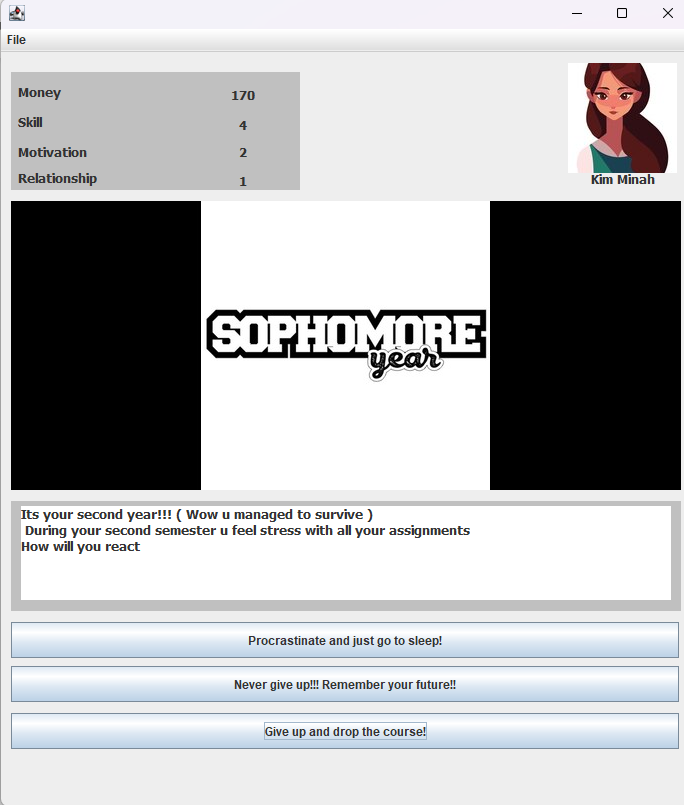 File
Money 170
Skill 4
Motivation 2
Relationship 1
Kim Minah
SOPHOMORE
year
Its your second year!!! ( Wow u managed to survive )
During your second semester u feel stress with all your assignments
How will you react
Procrastinate and just go to sleep!
Never give up!!! Remember your future!!
Give up and drop the course!